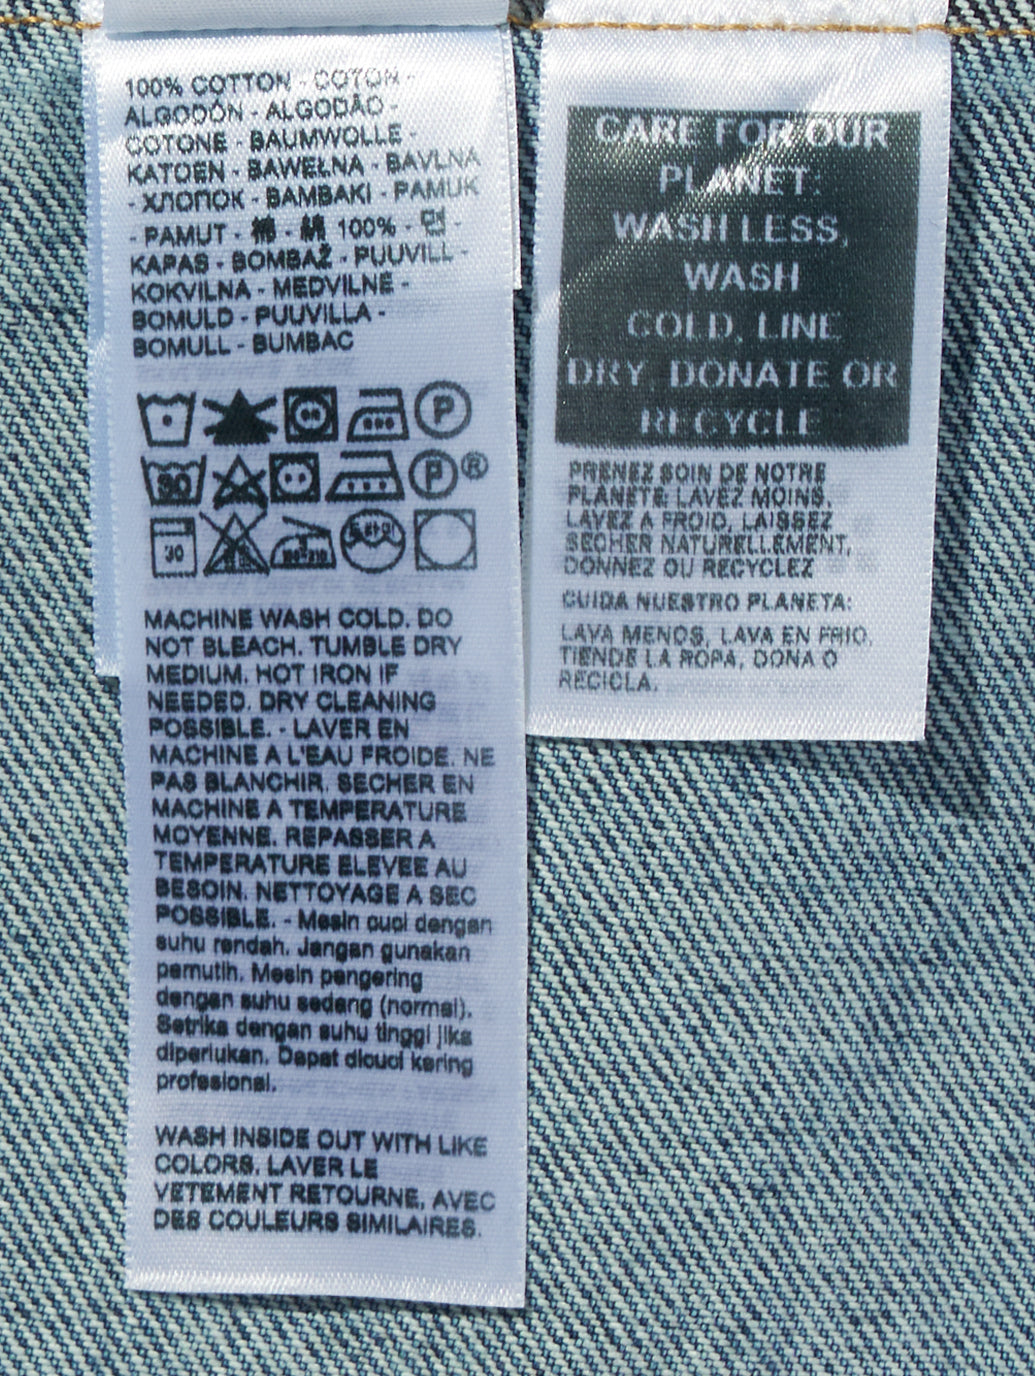 100% COTTON - COTON -
ALGODÓN - ALGODÃO -
COTONE - BAUMWOLLE -
KATOEN - BAWEŁNA - BAVLNA
- ХЛОПОК - BAMBAKI - PAMUK
- PAMUT - 棉 - 綿 100% - 면 -
KAPAS - BOMBAŽ - PUUVILL -
KOKVILNA - MEDVILNĖ -
BOMULD - PUUVILLA -
BOMULL - BUMBAC
P
30
P®
30
MACHINE WASH COLD. DO
NOT BLEACH. TUMBLE DRY
MEDIUM. HOT IRON IF
NEEDED. DRY CLEANING
POSSIBLE. - LAVER EN
MACHINE A L'EAU FROIDE. NE
PAS BLANCHIR. SECHER EN
MACHINE A TEMPERATURE
MOYENNE. REPASSER A
TEMPERATURE ELEVEE AU
BESOIN. NETTOYAGE A SEC
POSSIBLE. - Mesin cuci dengan
suhu rendah. Jangan gunakan
pemutih. Mesin pengering
dengan suhu sedang (normal).
Setrika dengan suhu tinggi jika
diperlukan. Dapat dicuci kering
profesional.
WASH INSIDE OUT WITH LIKE
COLORS. LAVER LE
VETEMENT RETOURNE, AVEC
DES COULEURS SIMILAIRES.
CARE FOR OUR
PLANET:
WASH LESS,
WASH
COLD, LINE
DRY, DONATE OR
RECYCLE
PRENEZ SOIN DE NOTRE
PLANETE: LAVEZ MOINS,
LAVEZ A FROID, LAISSEZ
SECHER NATURELLEMENT,
DONNEZ OU RECYCLEZ
CUIDA NUESTRO PLANETA:
LAVA MENOS, LAVA EN FRIO,
TIENDE LA ROPA, DONA O
RECICLA.